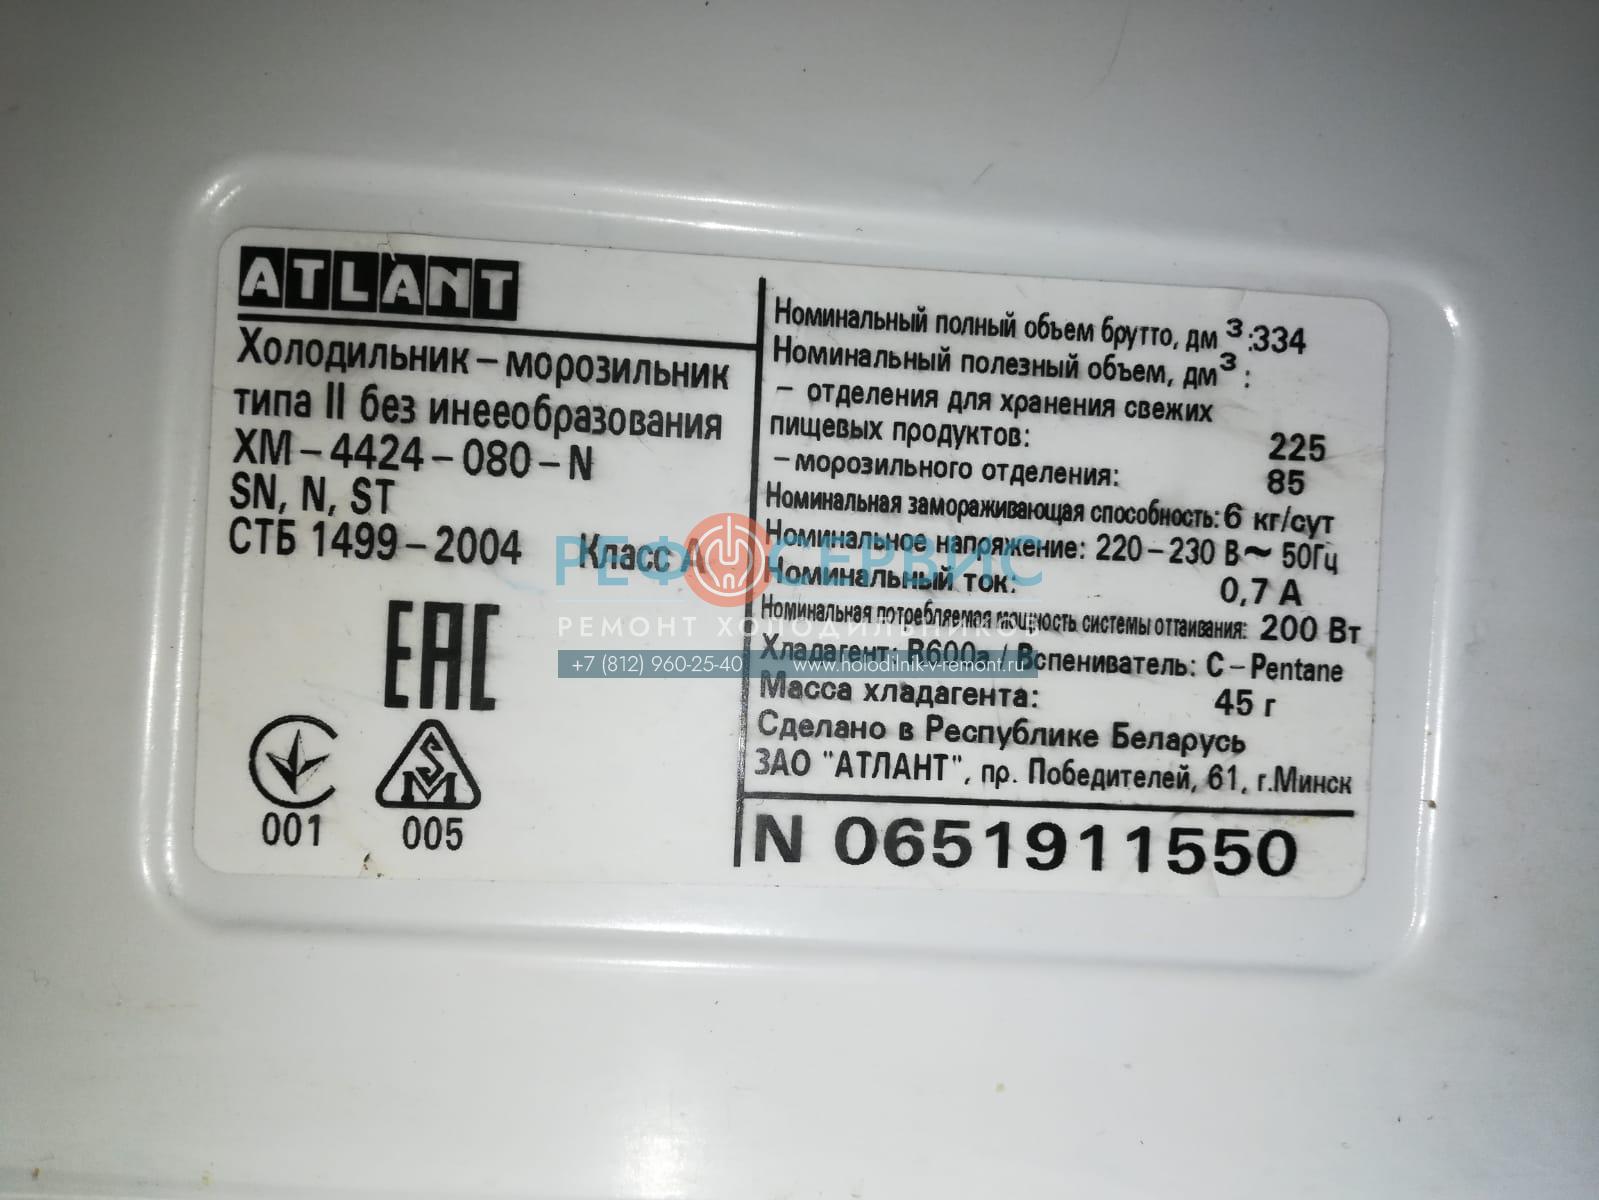 ATLANT
Холодильник – морозильник
типа II без инееобразования
ХМ – 4424 – 080 – N
SN, N, ST
СТБ 1499 – 2004 Класс А
ЕАС
001
SM
005
Номинальный полный объем брутто, дм³:334
Номинальный полезный объем, дм³:
– отделения для хранения свежих
пищевых продуктов: 225
– морозильного отделения: 85
Номинальная замораживающая способность: 6 кг/сут
Номинальное напряжение: 220 – 230 В ~ 50Гц
Номинальный ток: 0,7 А
Номинальная потребляемая мощность системы оттаивания: 200 Вт
Хладагент: R600a / Вспениватель: C – Pentane
Масса хладагента: 45 г
Сделано в Республике Беларусь
ЗАО "АТЛАНТ", пр. Победителей, 61, г.Минск
N 0651911550
РЕФОСЕРВИС
РЕМОНТ ХОЛОДИЛЬНИКОВ
+7 (812) 960-25-40 www.holodilnik-v-remont.ru